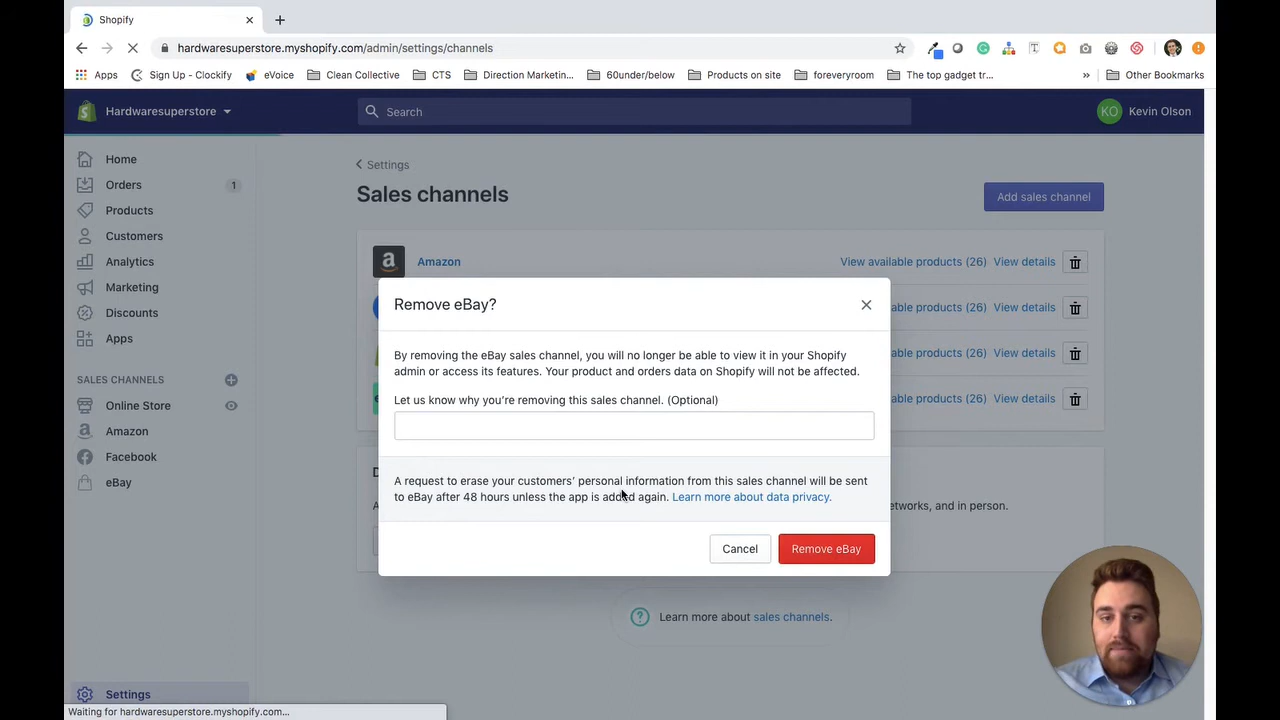 Shopify
hardwaresuperstore.myshopify.com/admin/settings/channels
Apps Sign Up - Clockify eVoice Clean Collective CTS Direction Marketin... 60under/below Products on site foreveryroom The top gadget tr... » Other Bookmarks
Hardwaresuperstore Search KO Kevin Olson
Home
Orders 1
Products
Customers
Analytics
Marketing
Discounts
Apps
SALES CHANNELS
Online Store
Amazon
Facebook
eBay
Settings
Settings
Sales channels
Add sales channel
Amazon View available products (26) View details
able products (26) View details
able products (26) View details
able products (26) View details
Remove eBay?
By removing the eBay sales channel, you will no longer be able to view it in your Shopify
admin or access its features. Your product and orders data on Shopify will not be affected.
Let us know why you're removing this sales channel. (Optional)
A request to erase your customers' personal information from this sales channel will be sent
to eBay after 48 hours unless the app is added again. Learn more about data privacy.
etworks, and in person.
Cancel Remove eBay
Learn more about sales channels.
Waiting for hardwaresuperstore.myshopify.com...